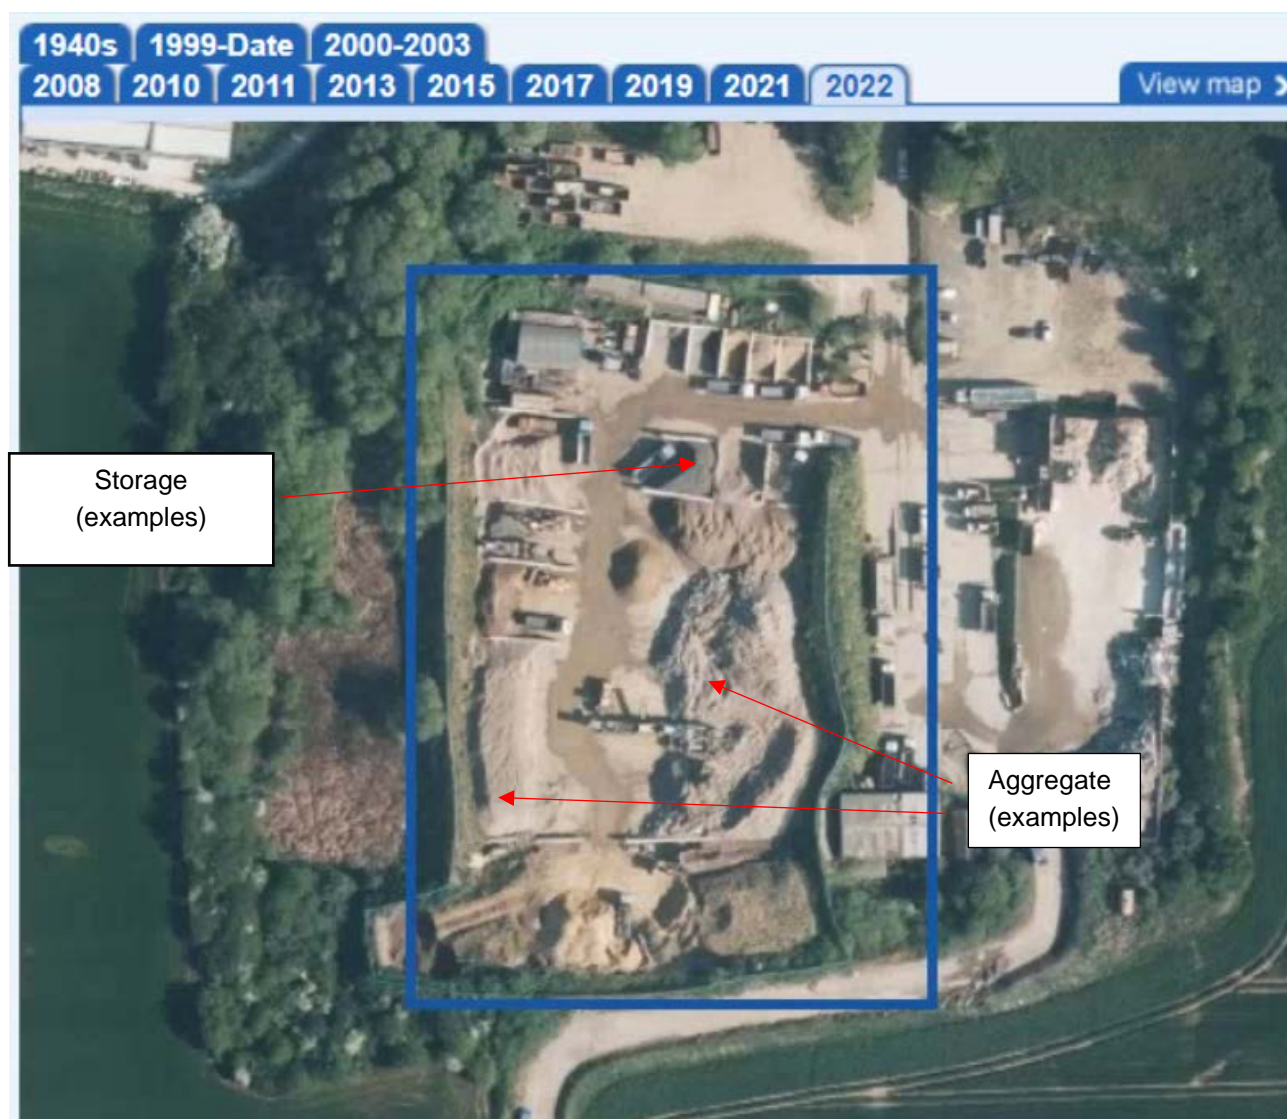 1940s 1999-Date 2000-2003
2008 2010 2011 2013 2015 2017 2019 2021 2022 View map
Storage
(examples)
Aggregate
(examples)